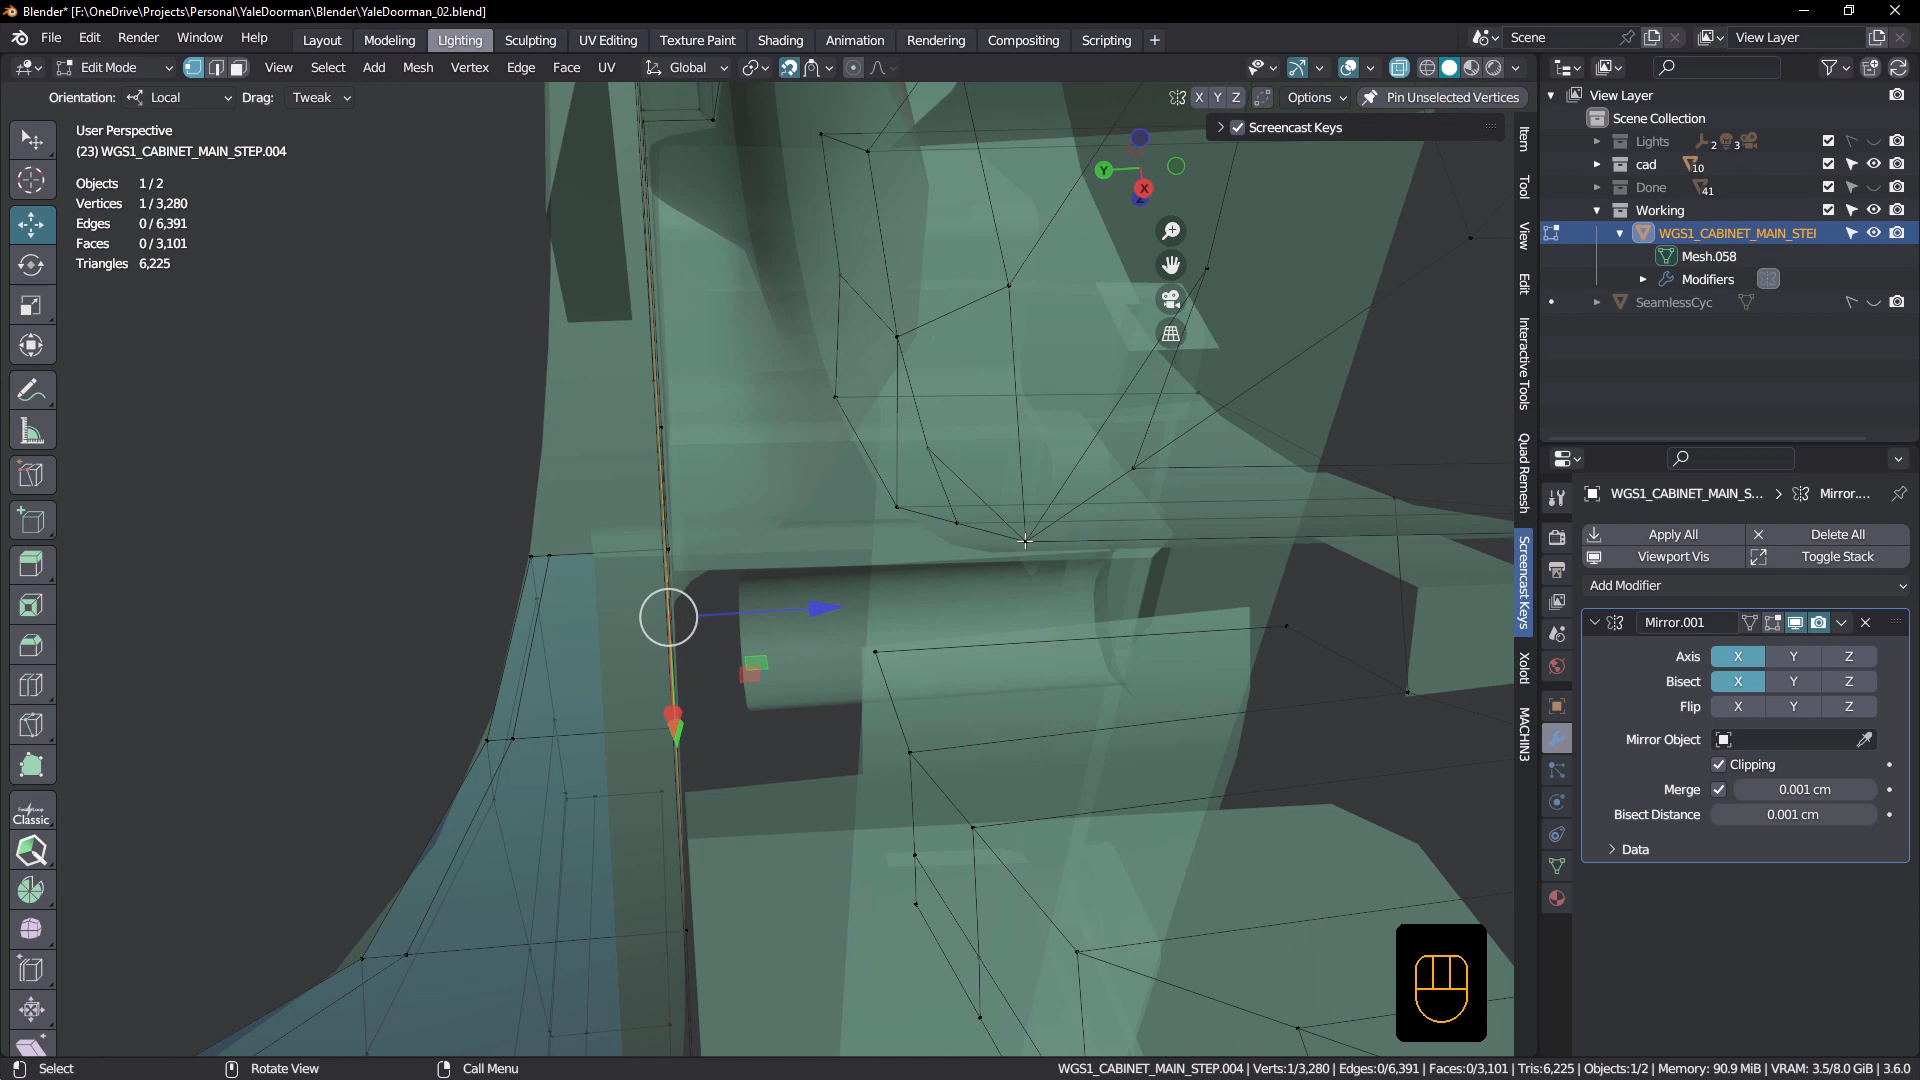 Blender* [F:\OneDrive\Projects\Personal\YaleDoorman\Blender\YaleDoorman_02.blend]
File Edit Render Window Help Layout Modeling Lighting Sculpting UV Editing Texture Paint Shading Animation Rendering Compositing Scripting + Scene View Layer
Edit Mode View Select Add Mesh Vertex Edge Face UV Global
Orientation: Local Drag: Tweak X Y Z Options Pin Unselected Vertices
Screencast Keys
User Perspective
(23) WGS1_CABINET_MAIN_STEP.004
Objects 1 / 2
Vertices 1 / 3,280
Edges 0 / 6,391
Faces 0 / 3,101
Triangles 6,225
Y
X
Z
Classic
Item
Tool
View
Edit
Interactive Tools
Quad Remesh
Screencast Keys
Xolotl
MACHIN3
View Layer
Scene Collection
Lights 2 3
cad 10
Done 41
Working
WGS1_CABINET_MAIN_STEI
Mesh.058
Modifiers
SeamlessCyc
WGS1_CABINET_MAIN_S... > Mirror....
Apply All Delete All
Viewport Vis Toggle Stack
Add Modifier
Mirror.001
Axis X Y Z
Bisect X Y Z
Flip X Y Z
Mirror Object
Clipping
Merge 0.001 cm
Bisect Distance 0.001 cm
Data
Select Rotate View Call Menu WGS1_CABINET_MAIN_STEP.004 | Verts:1/3,280 | Edges:0/6,391 | Faces:0/3,101 | Tris:6,225 | Objects:1/2 | Memory: 90.9 MiB | VRAM: 3.5/8.0 GiB | 3.6.0